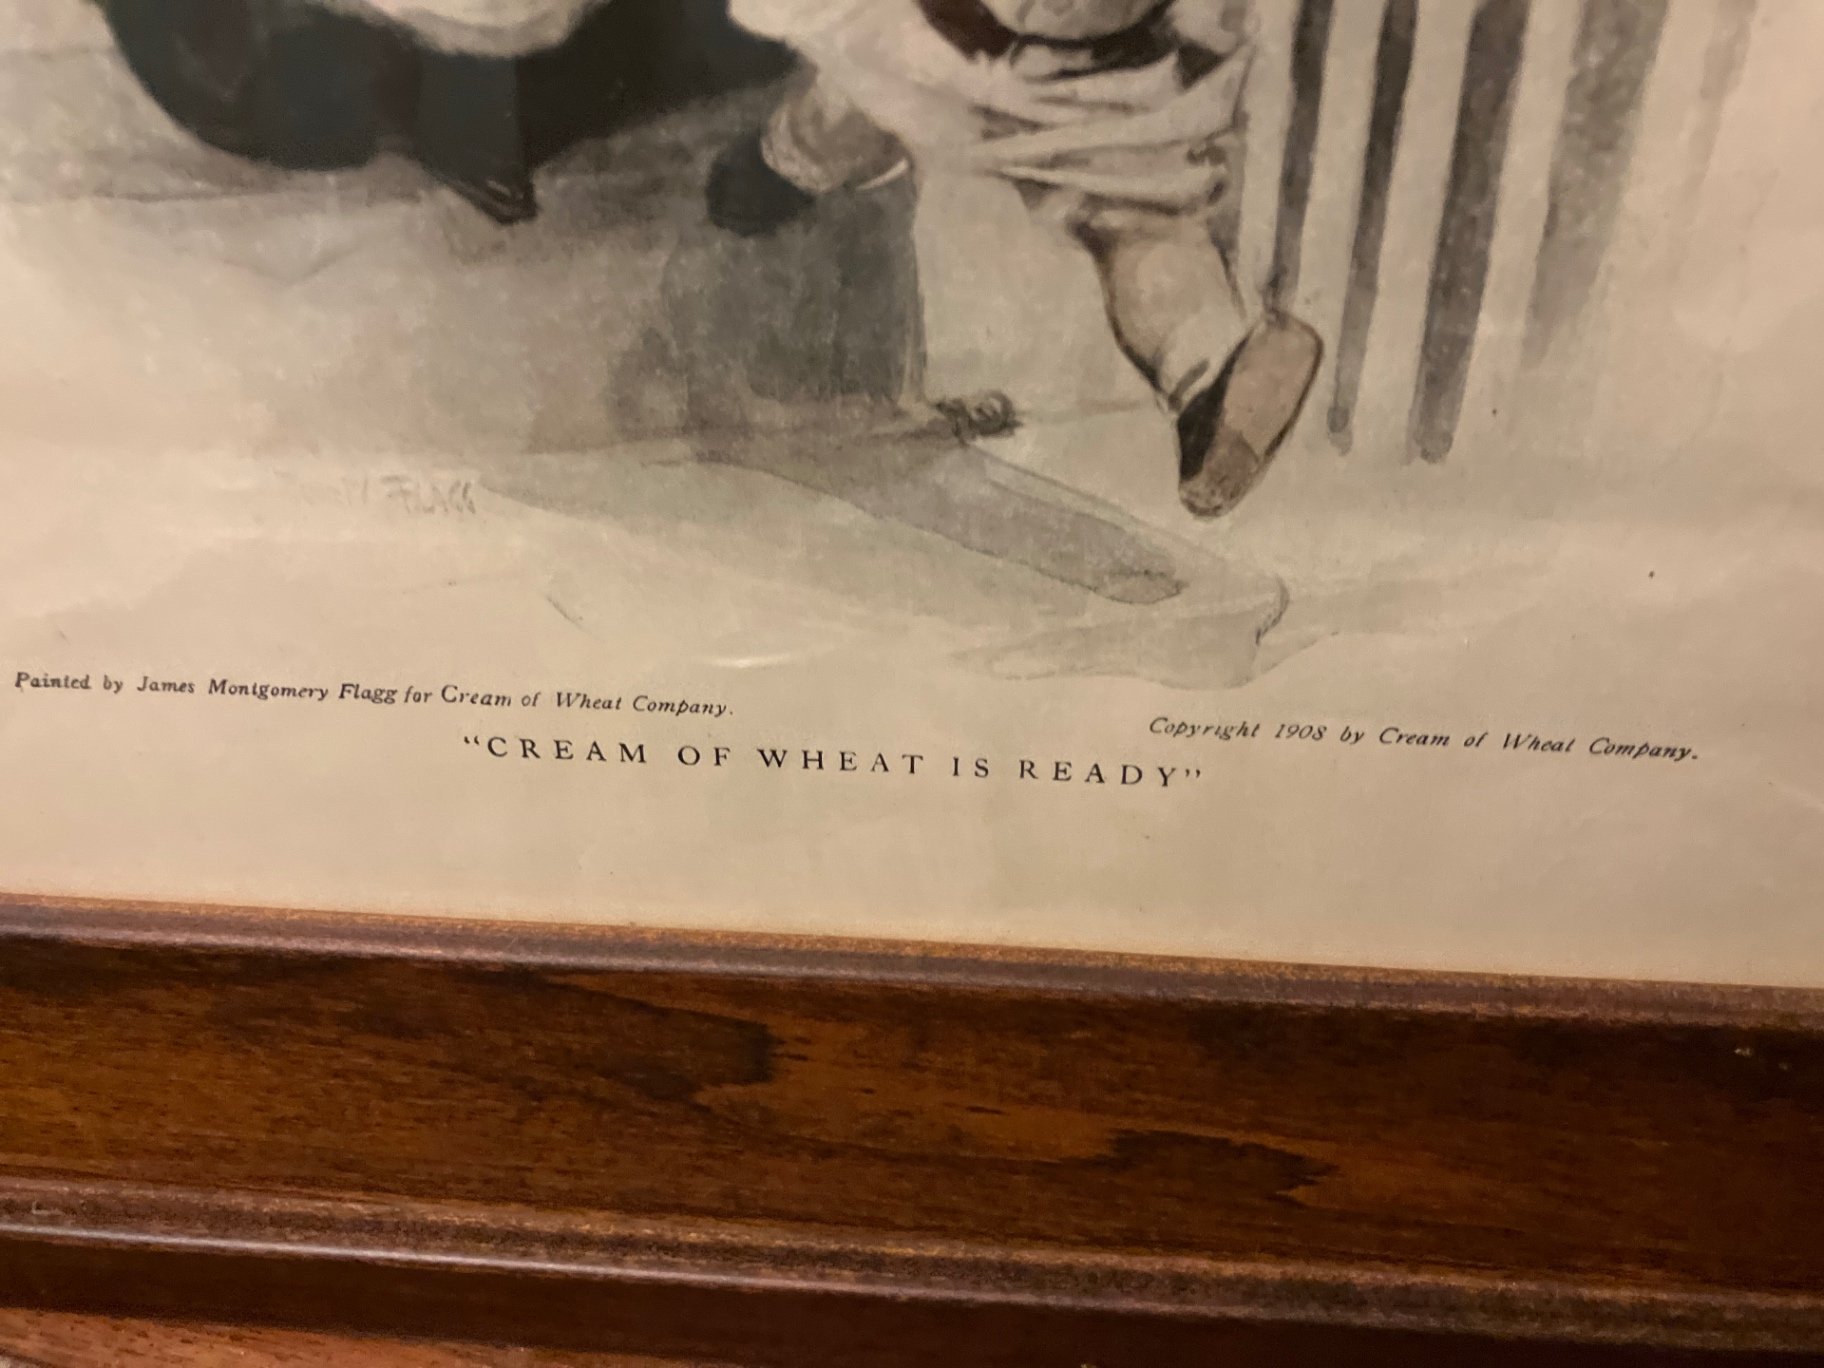 Painted by James Montgomery Flagg for Cream of Wheat Company.
Copyright 1908 by Cream of Wheat Company.
"CREAM OF WHEAT IS READY"